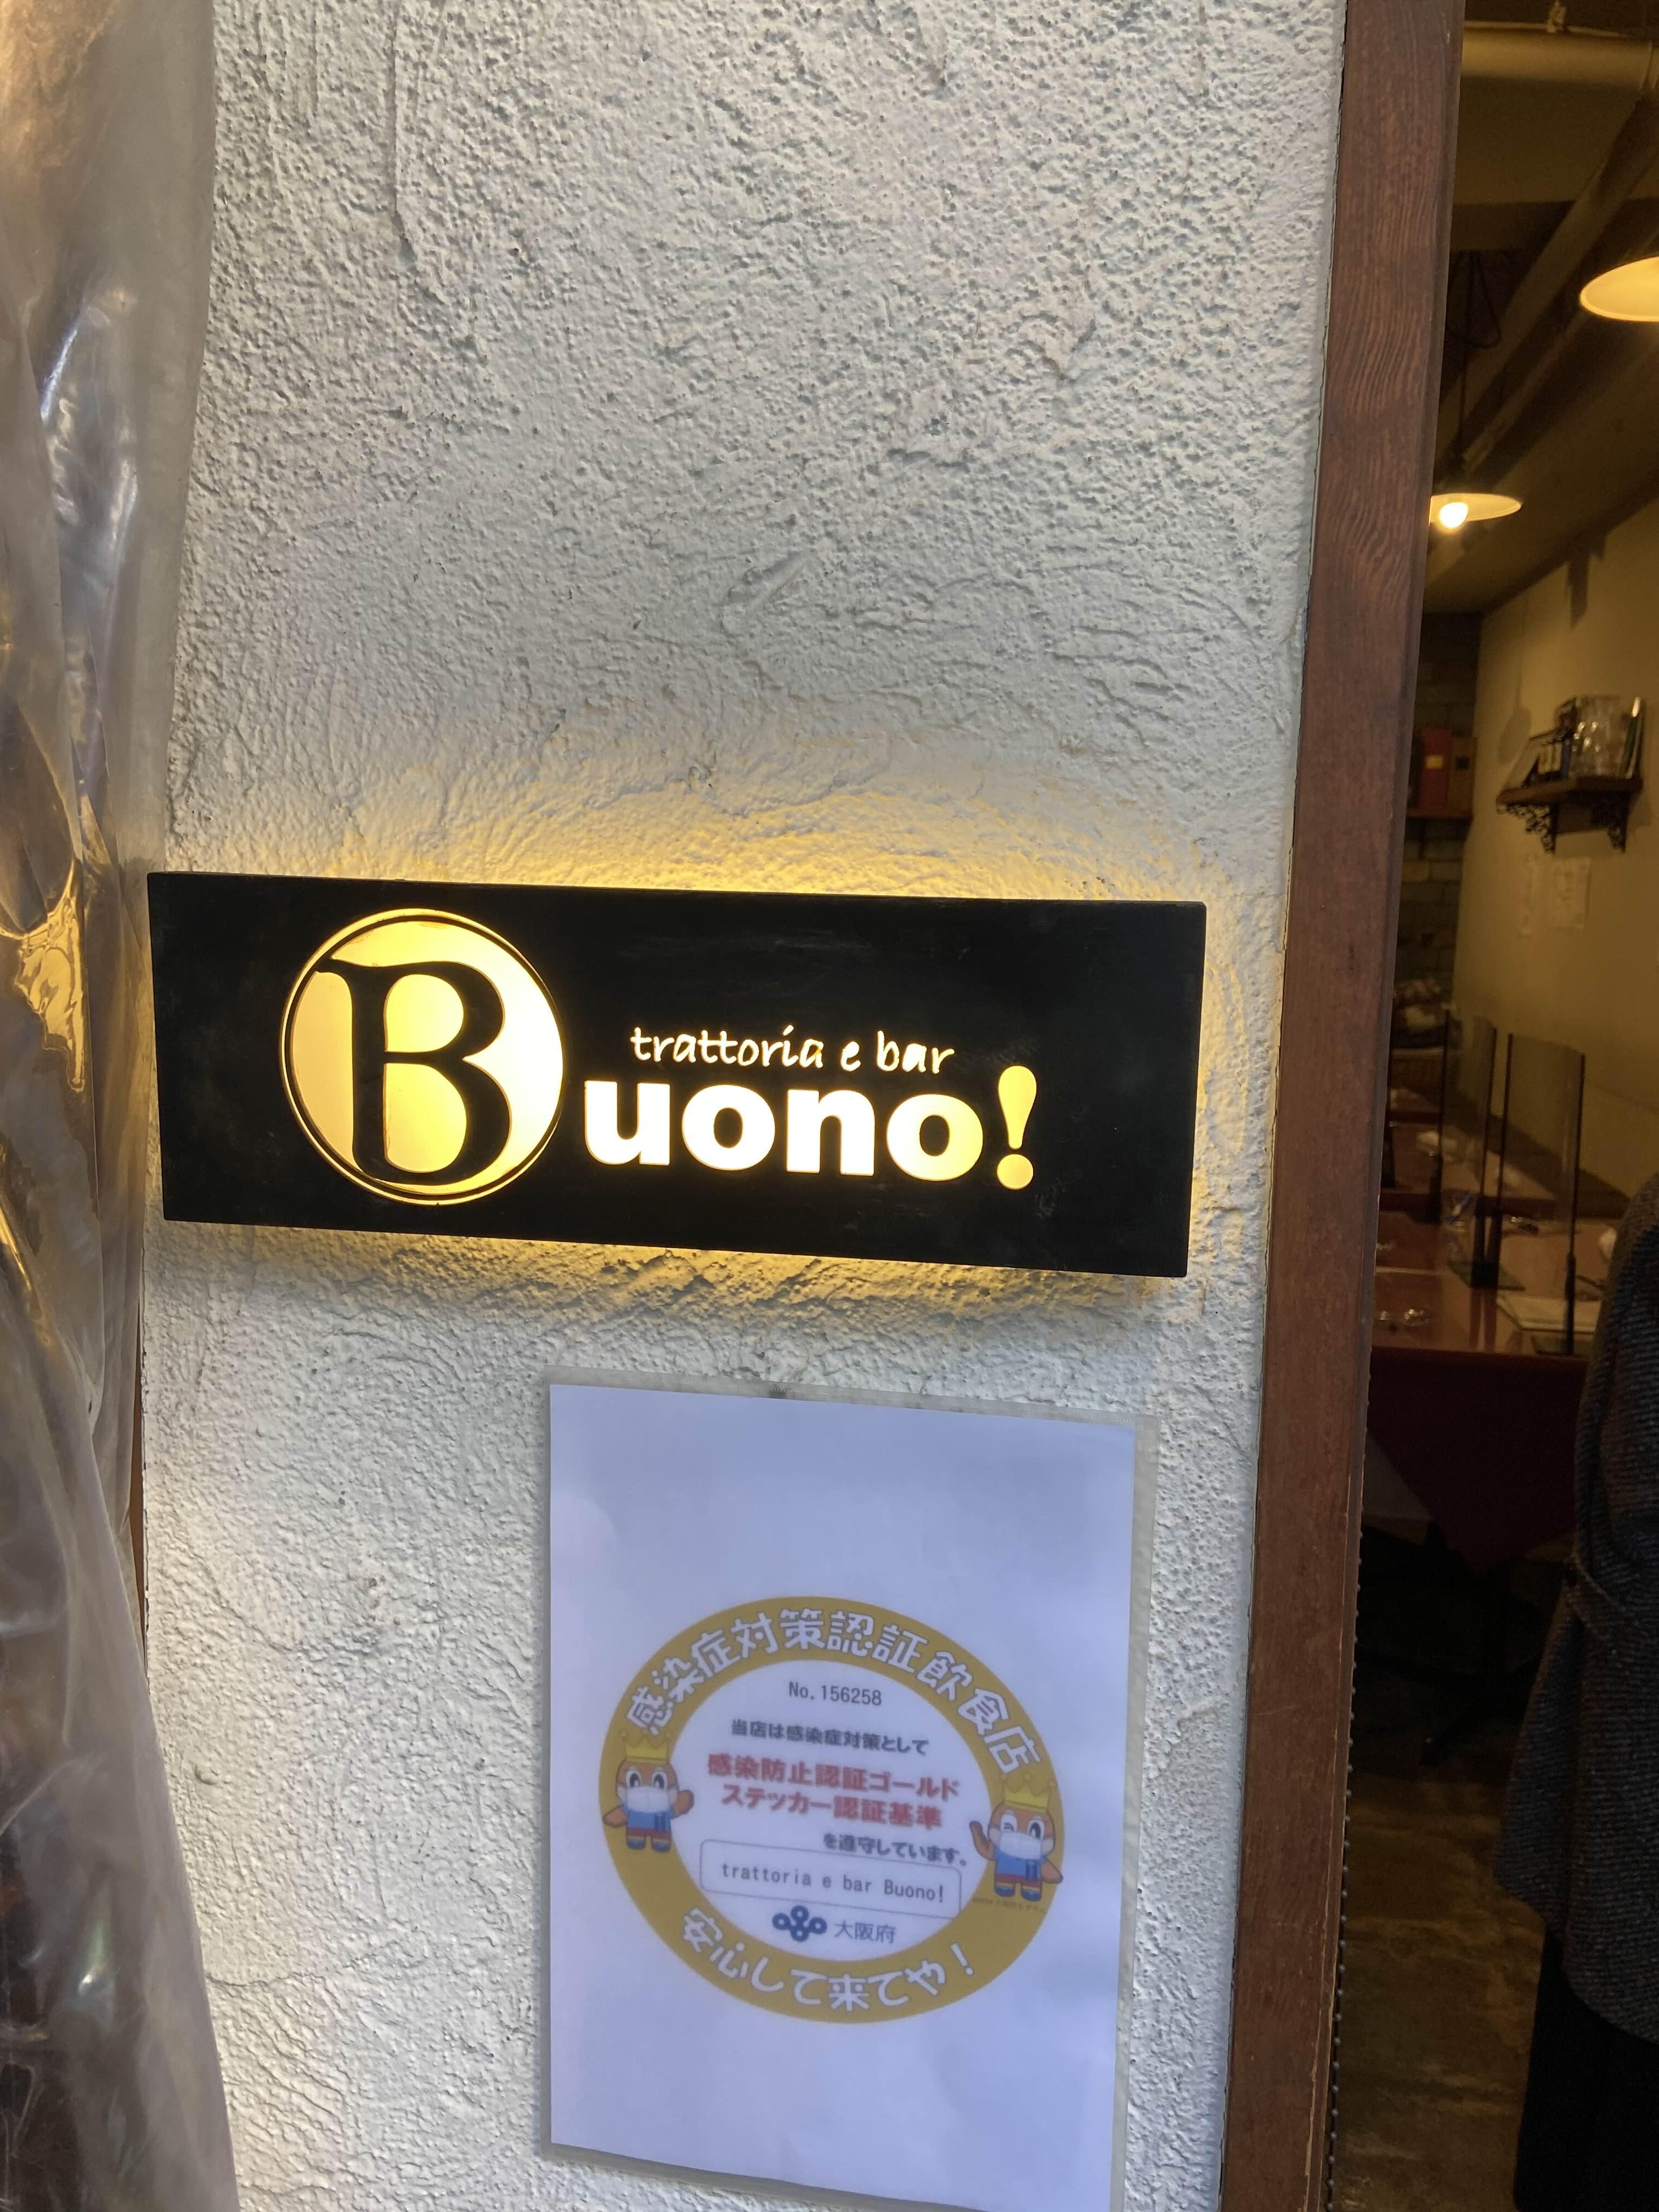 trattoria e bar
Buono!
感染症対策認証飲食店
No.156258
当店は感染症対策として
感染防止認証ゴールド
ステッカー認証基準
を遵守しています。
trattoria e bar Buono!
大阪府
安心して来てや！